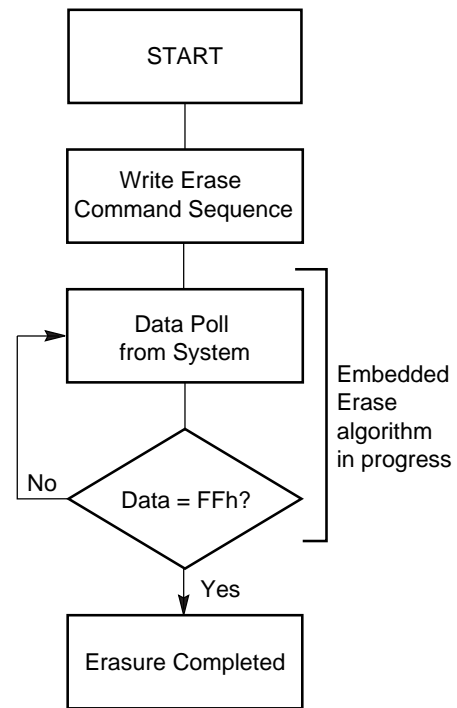 START
Write Erase
Command Sequence
Data Poll
from System
Embedded
Erase
algorithm
in progress
No
Data = FFh?
Yes
Erasure Completed